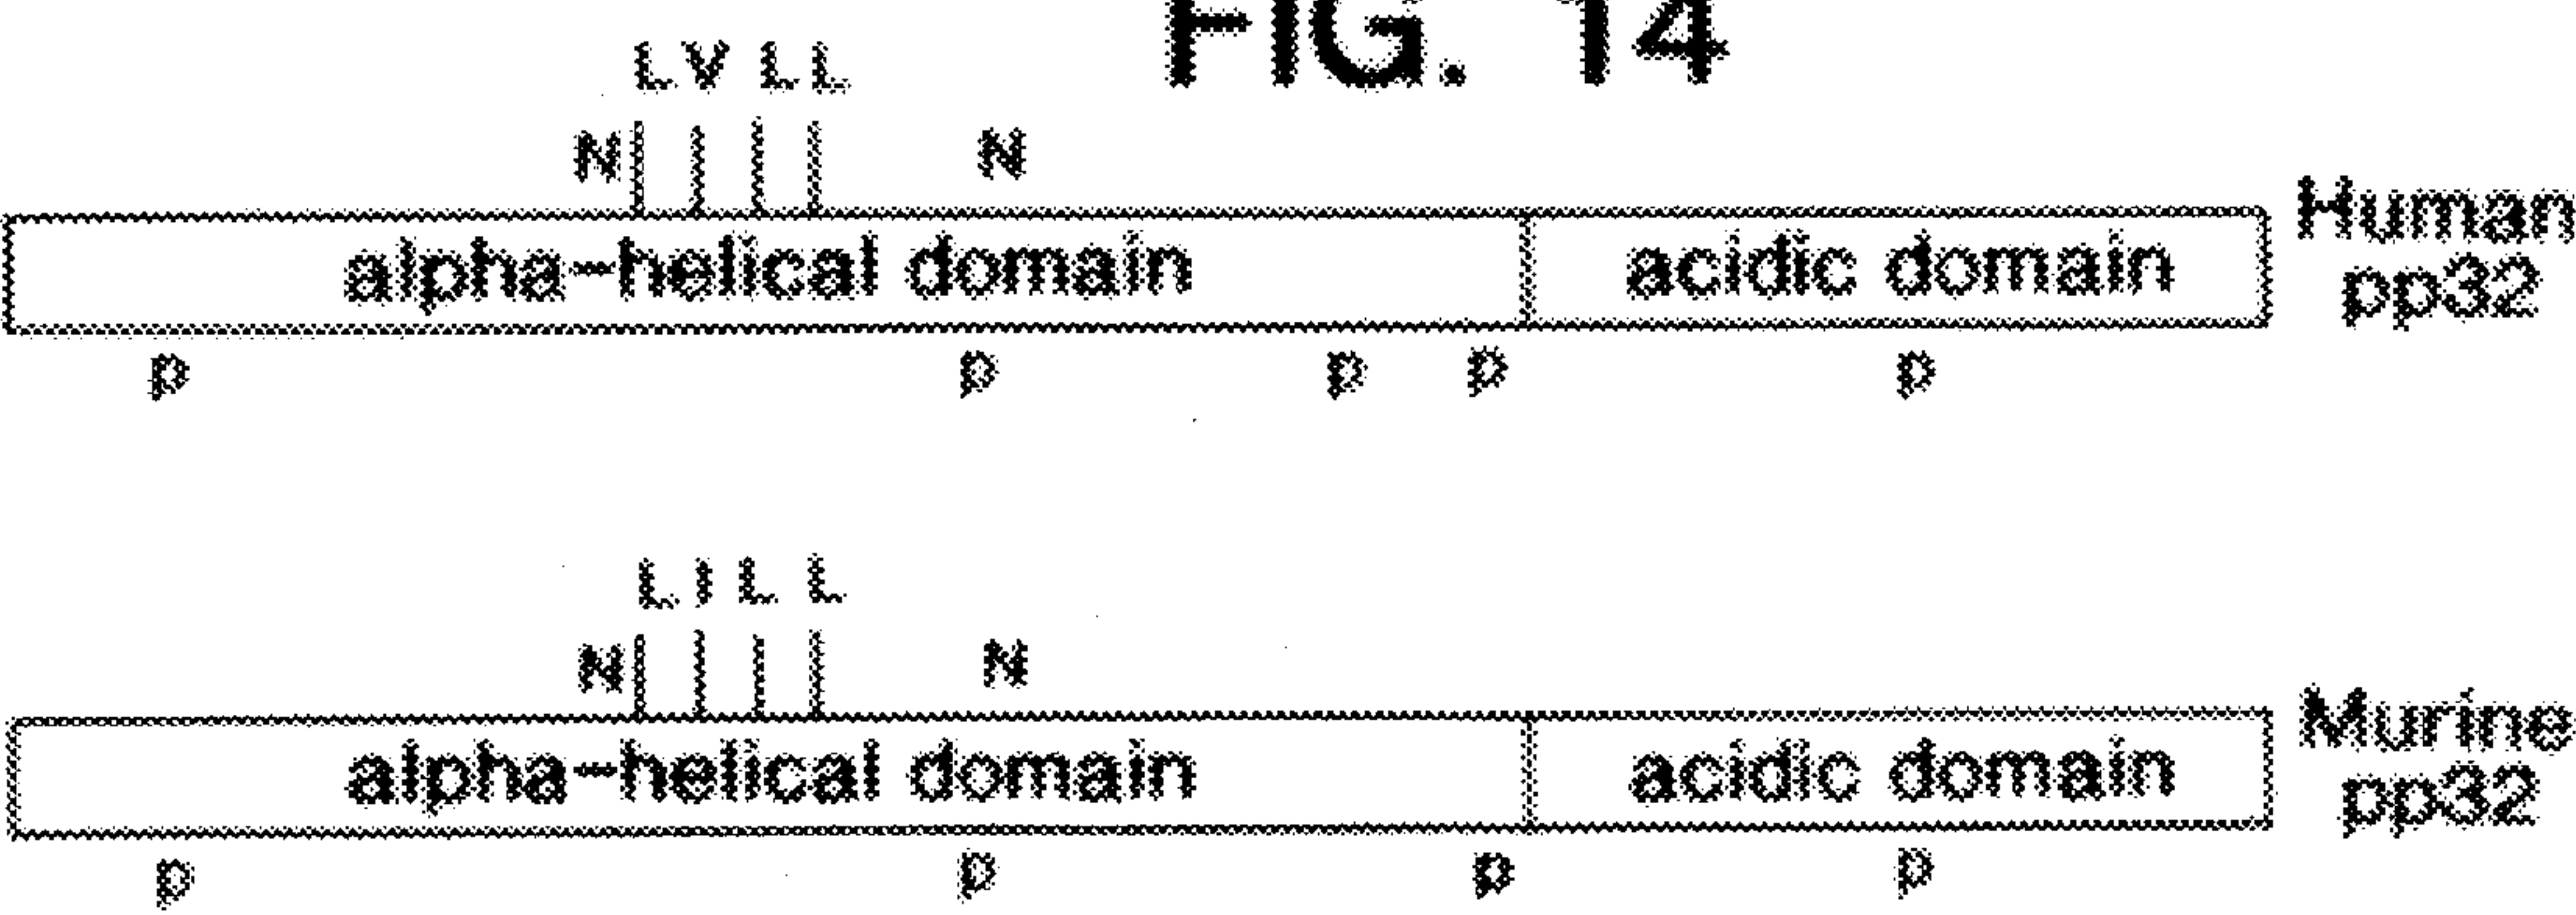 FIG. 14
L V L L
N N
alpha-helical domain acidic domain Human pp32
p p p p p
L I L L
N N
alpha-helical domain acidic domain Murine pp32
p p p p